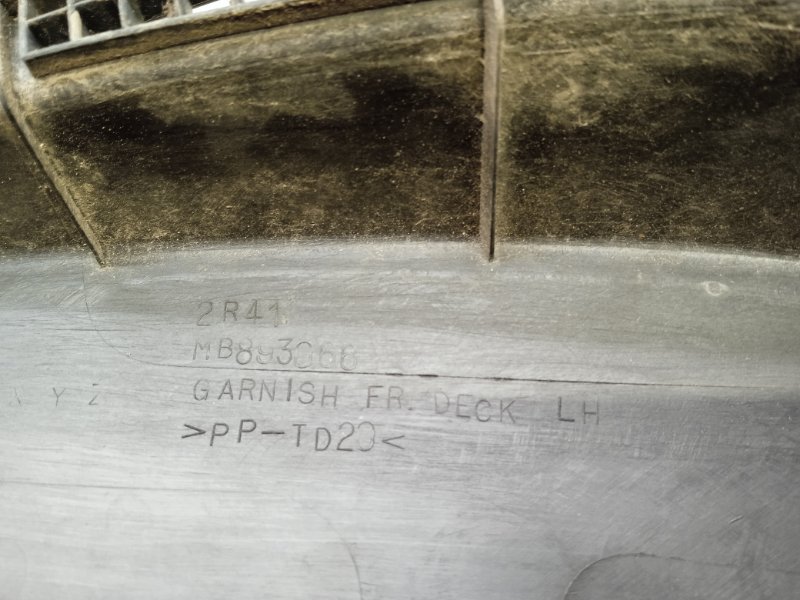 2R41
MB893068
GARNISH FR. DECK LH
X Y Z
>PP-TD20<